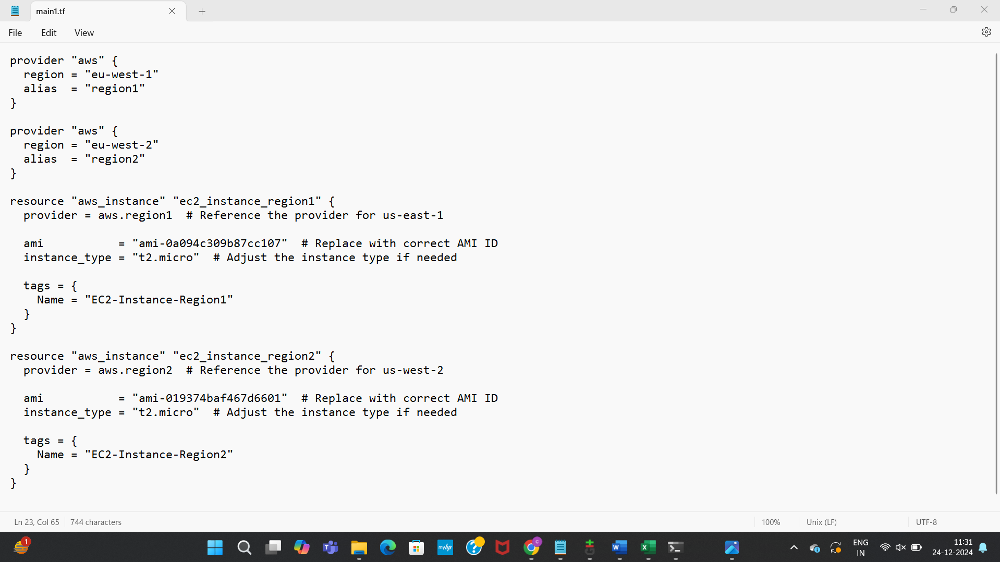 main1.tf
File Edit View
provider "aws" {
  region = "eu-west-1"
  alias  = "region1"
}

provider "aws" {
  region = "eu-west-2"
  alias  = "region2"
}

resource "aws_instance" "ec2_instance_region1" {
  provider = aws.region1  # Reference the provider for us-east-1

  ami           = "ami-0a094c309b87cc107"  # Replace with correct AMI ID
  instance_type = "t2.micro"  # Adjust the instance type if needed

  tags = {
    Name = "EC2-Instance-Region1"
  }
}

resource "aws_instance" "ec2_instance_region2" {
  provider = aws.region2  # Reference the provider for us-west-2

  ami           = "ami-019374baf467d6601"  # Replace with correct AMI ID
  instance_type = "t2.micro"  # Adjust the instance type if needed

  tags = {
    Name = "EC2-Instance-Region2"
  }
}
Ln 23, Col 65 744 characters 100% Unix (LF) UTF-8
1 T myhp ? C G W X ENG 11:31
IN 24-12-2024